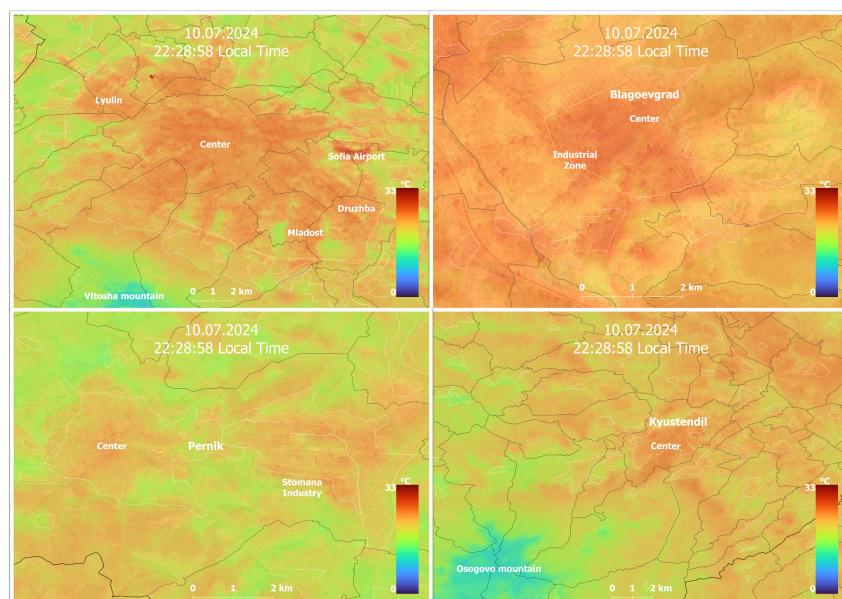 10.07.2024
22:28:58 Local Time
Lyulin
Center
Sofia Airport
Druzhba
Mladost
Vitosha mountain
0 1 2 km
33 °C
0
10.07.2024
22:28:58 Local Time
Blagoevgrad
Center
Industrial
Zone
0 1 2 km
33 °C
0
10.07.2024
22:28:58 Local Time
Center
Pernik
Stomana
Industry
0 1 2 km
33 °C
0
10.07.2024
22:28:58 Local Time
Kyustendil
Center
Osogovo mountain
0 1 2 km
33 °C
0